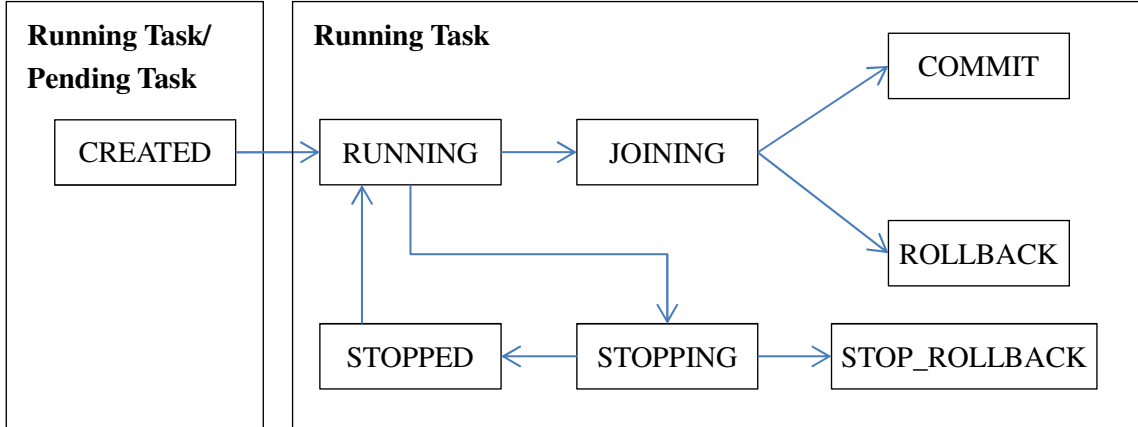 Running Task/
Pending Task
Running Task
COMMIT
CREATED
RUNNING
JOINING
ROLLBACK
STOPPED
STOPPING
STOP_ROLLBACK